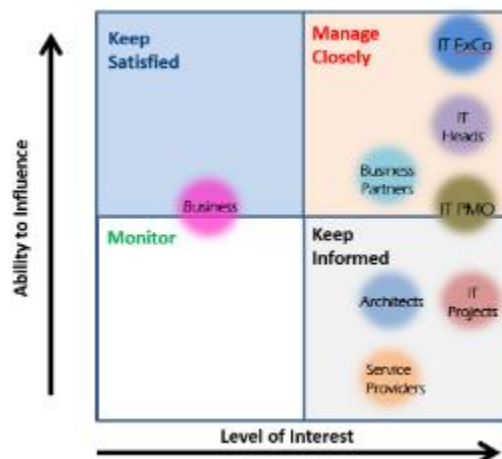 Keep
Satisfied
Manage
Closely
IT ExCo
IT
Heads
Business
Partners
Business
IT PMO
Monitor
Keep
Informed
Architects
IT
Projects
Service
Providers
Ability to Influence
Level of Interest